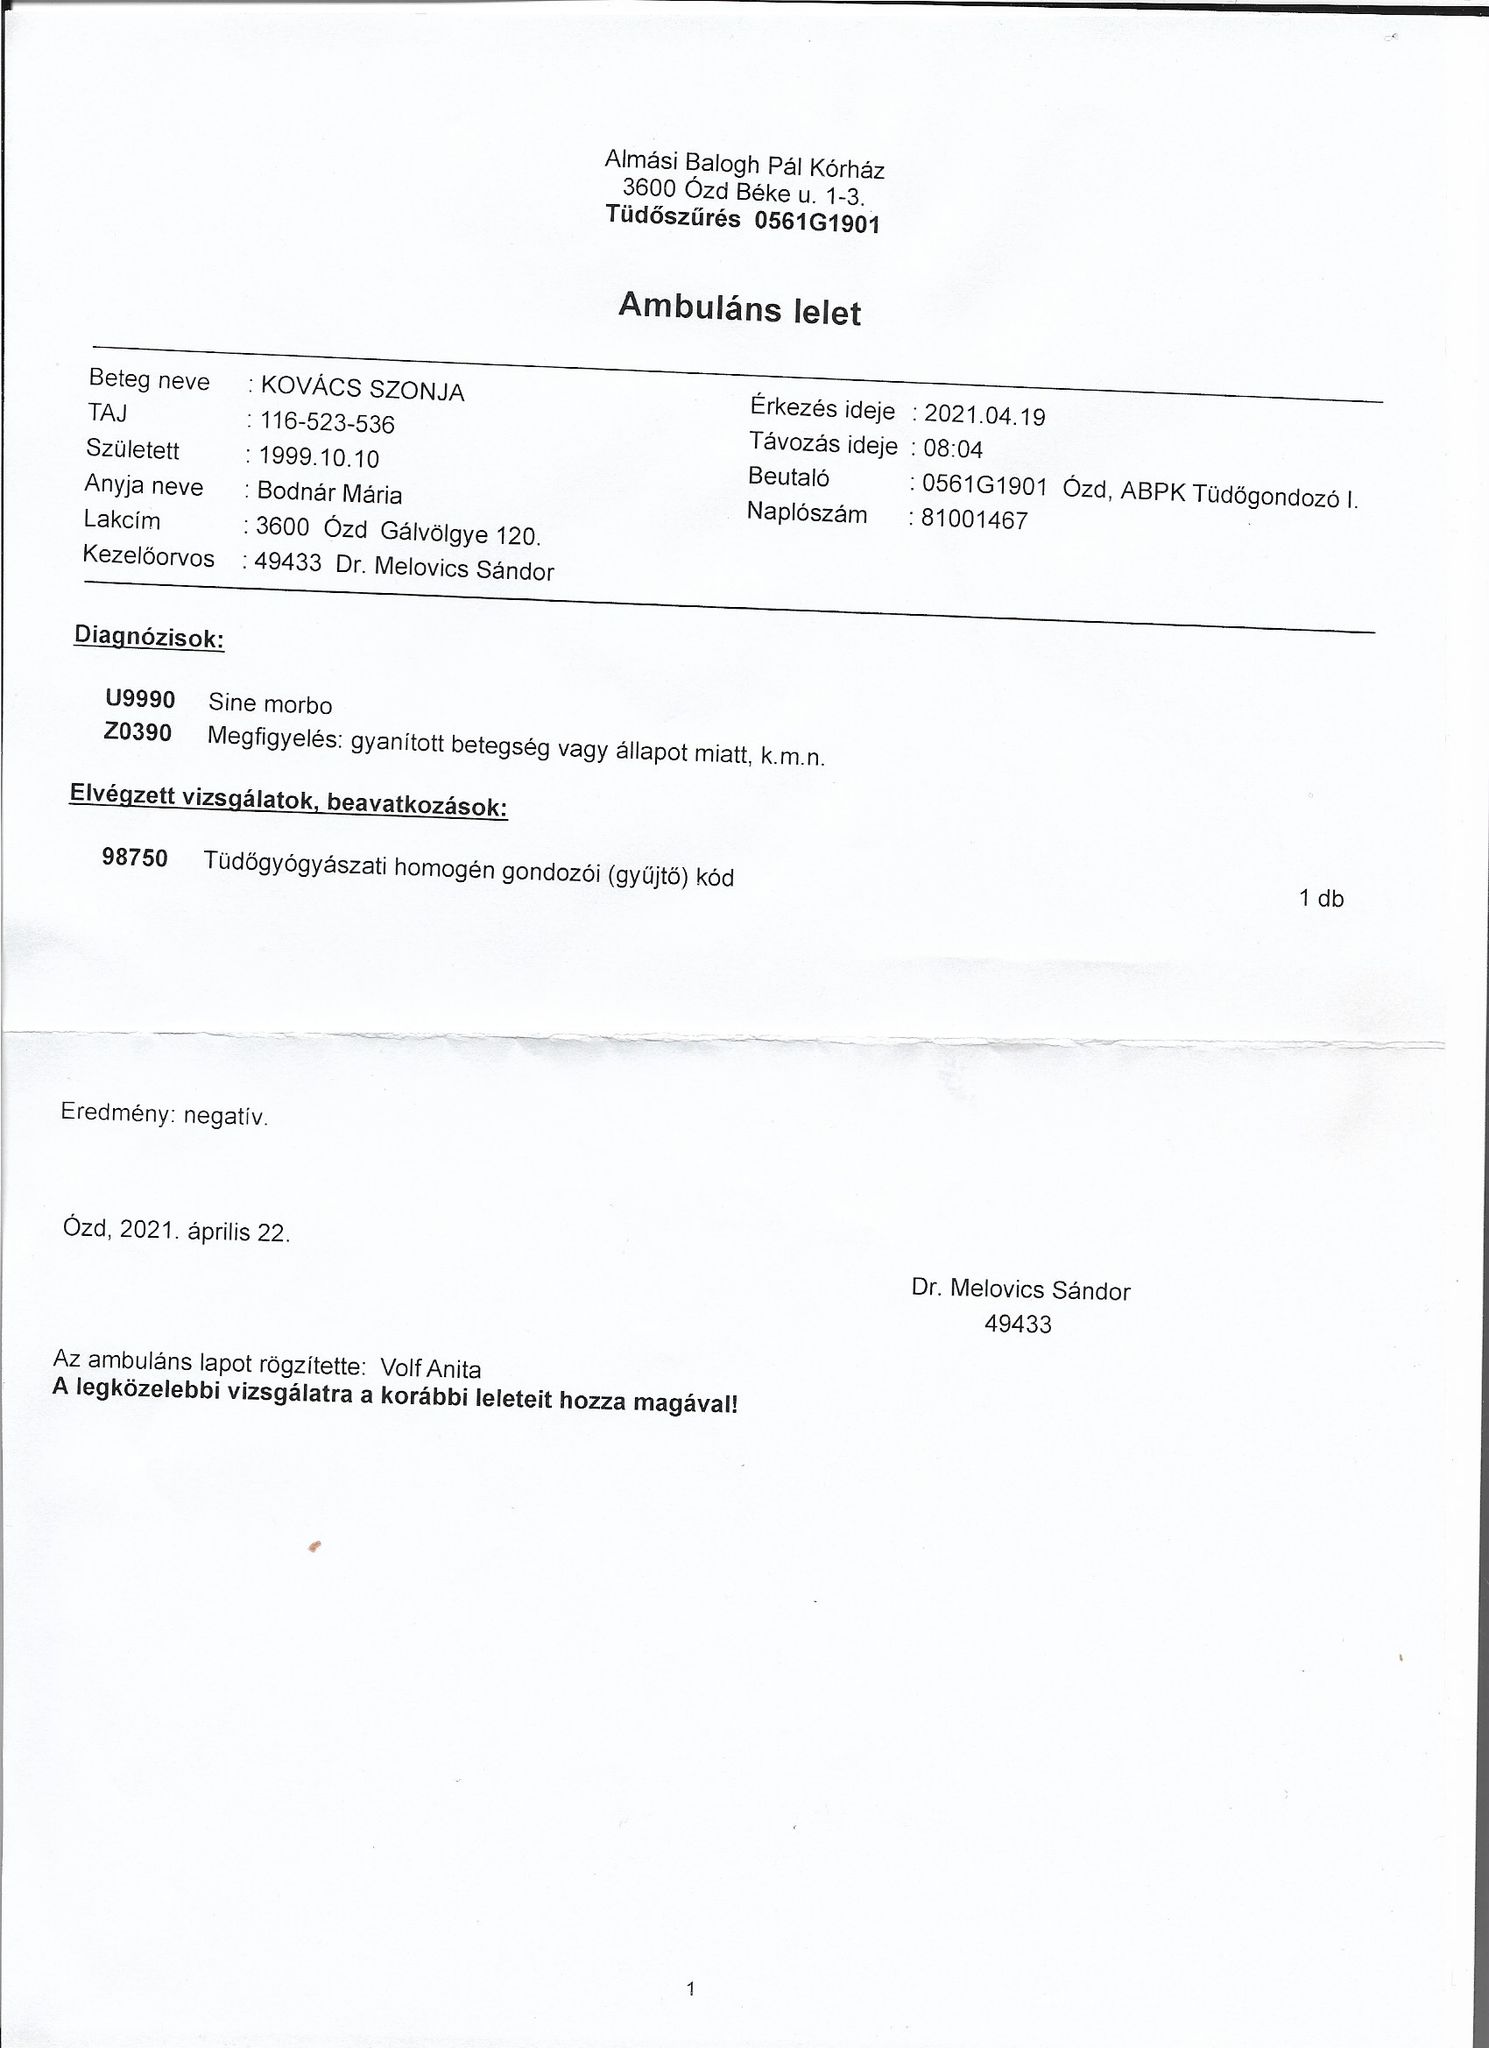 Almási Balogh Pál Kórház
3600 Ózd Béke u. 1-3.
Tüdőszűrés 0561G1901
Ambuláns lelet
Beteg neve : KOVÁCS SZONJA
TAJ : 116-523-536
Született : 1999.10.10
Anyja neve : Bodnár Mária
Lakcím : 3600 Ózd Gálvölgye 120.
Kezelőorvos : 49433 Dr. Melovics Sándor
Érkezés ideje : 2021.04.19
Távozás ideje : 08:04
Beutaló : 0561G1901 Ózd, ABPK Tüdőgondozó I.
Naplószám : 81001467
Diagnózisok:
U9990 Sine morbo
Z0390 Megfigyelés: gyanított betegség vagy állapot miatt, k.m.n.
Elvégzett vizsgálatok, beavatkozások:
98750 Tüdőgyógyászati homogén gondozói (gyűjtő) kód 1 db
Eredmény: negatív.
Ózd, 2021. április 22.
Dr. Melovics Sándor
49433
Az ambuláns lapot rögzítette: Volf Anita
A legközelebbi vizsgálatra a korábbi leleteit hozza magával!
1